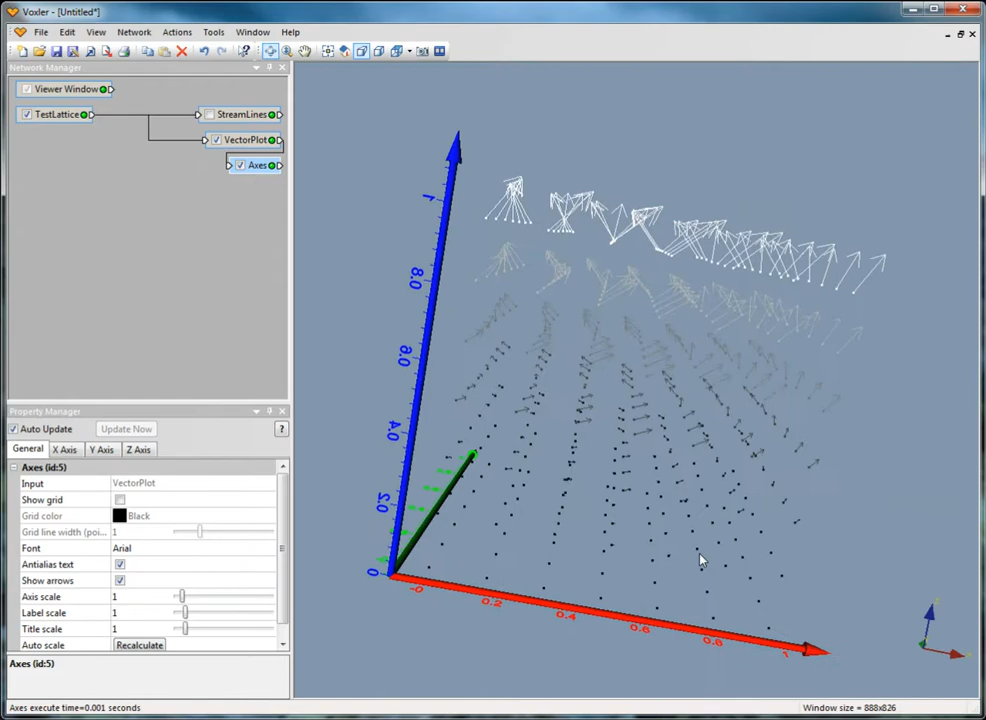 Voxler - [Untitled*]
File Edit View Network Actions Tools Window Help
Network Manager
Viewer Window
TestLattice
StreamLines
VectorPlot
Axes
Property Manager
Auto Update Update Now ?
General X Axis Y Axis Z Axis
Axes (id:5)
Input VectorPlot
Show grid
Grid color Black
Grid line width (poi... 1
Font Arial
Antialias text
Show arrows
Axis scale 1
Label scale 1
Title scale 1
Auto scale Recalculate
Axes (id:5)
1
0.8
0.6
0.4
0.2
0
-0 0.2 0.4 0.6 0.8 1
Axes execute time=0.001 seconds Window size = 888x826